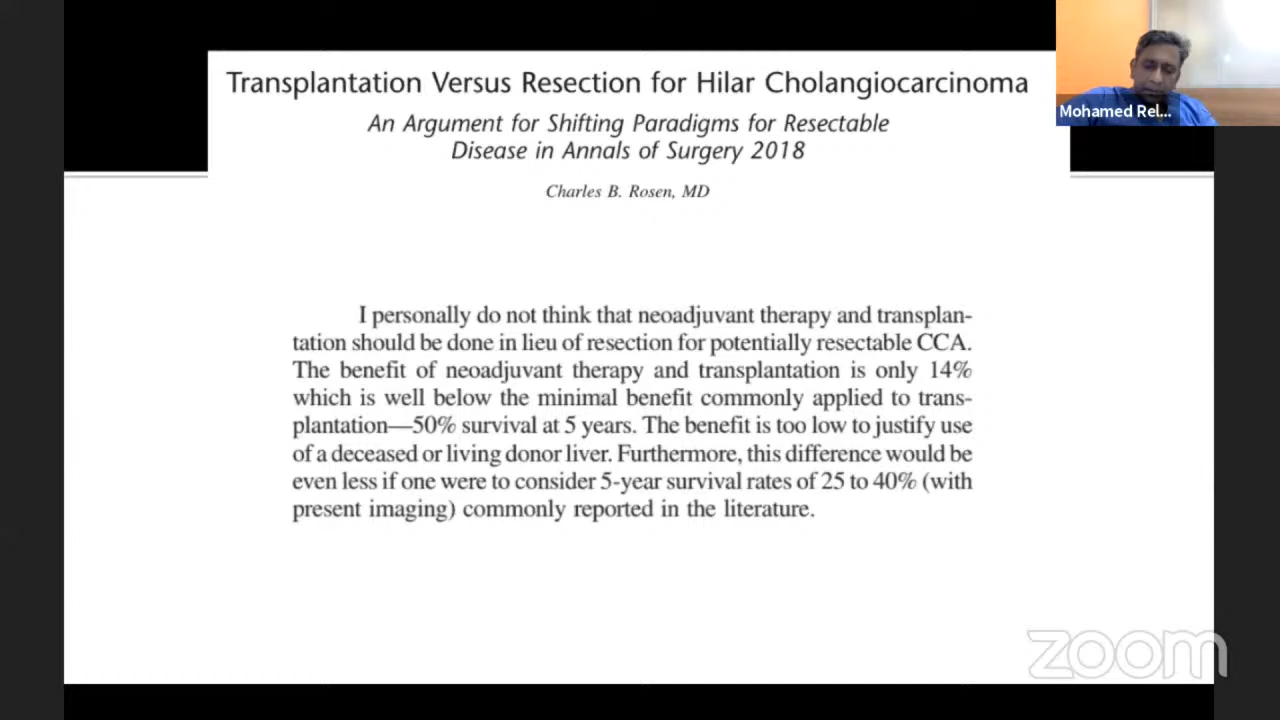 Transplantation Versus Resection for Hilar Cholangiocarcinoma
An Argument for Shifting Paradigms for Resectable
Disease in Annals of Surgery 2018
Charles B. Rosen, MD
Mohamed Rel...
I personally do not think that neoadjuvant therapy and transplan-
tation should be done in lieu of resection for potentially resectable CCA.
The benefit of neoadjuvant therapy and transplantation is only 14%
which is well below the minimal benefit commonly applied to trans-
plantation—50% survival at 5 years. The benefit is too low to justify use
of a deceased or living donor liver. Furthermore, this difference would be
even less if one were to consider 5-year survival rates of 25 to 40% (with
present imaging) commonly reported in the literature.
zoom